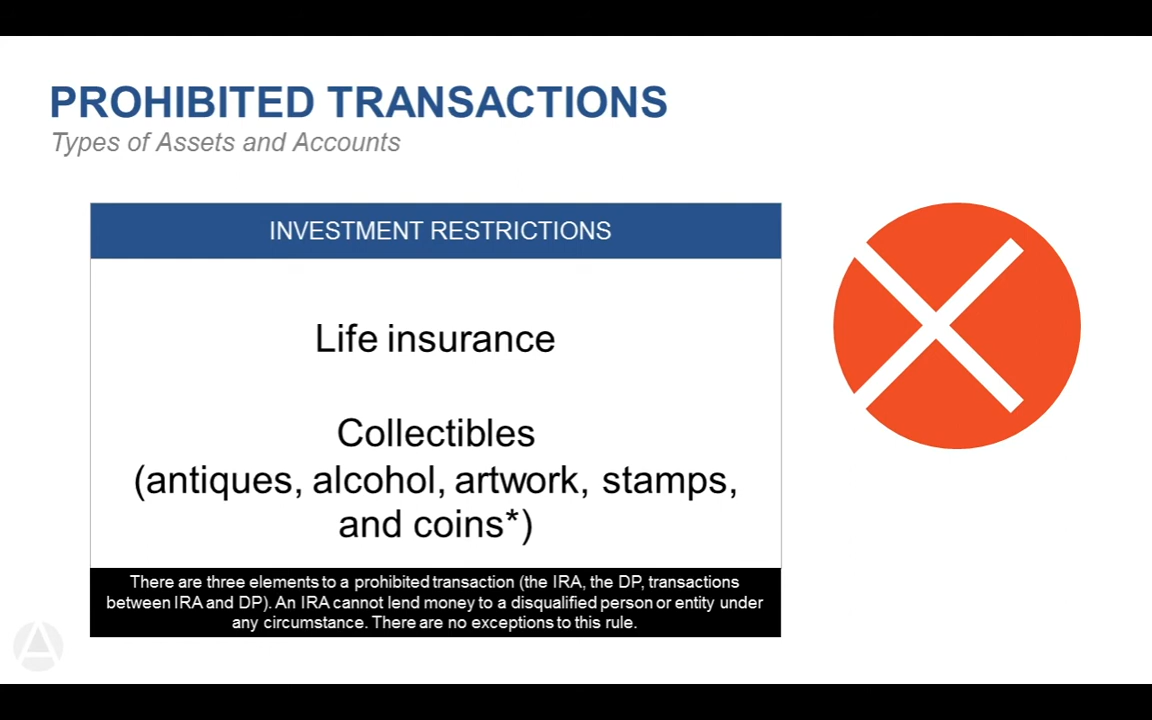 PROHIBITED TRANSACTIONS
Types of Assets and Accounts
INVESTMENT RESTRICTIONS
Life insurance
Collectibles
(antiques, alcohol, artwork, stamps,
and coins*)
There are three elements to a prohibited transaction (the IRA, the DP, transactions
between IRA and DP). An IRA cannot lend money to a disqualified person or entity under
any circumstance. There are no exceptions to this rule.